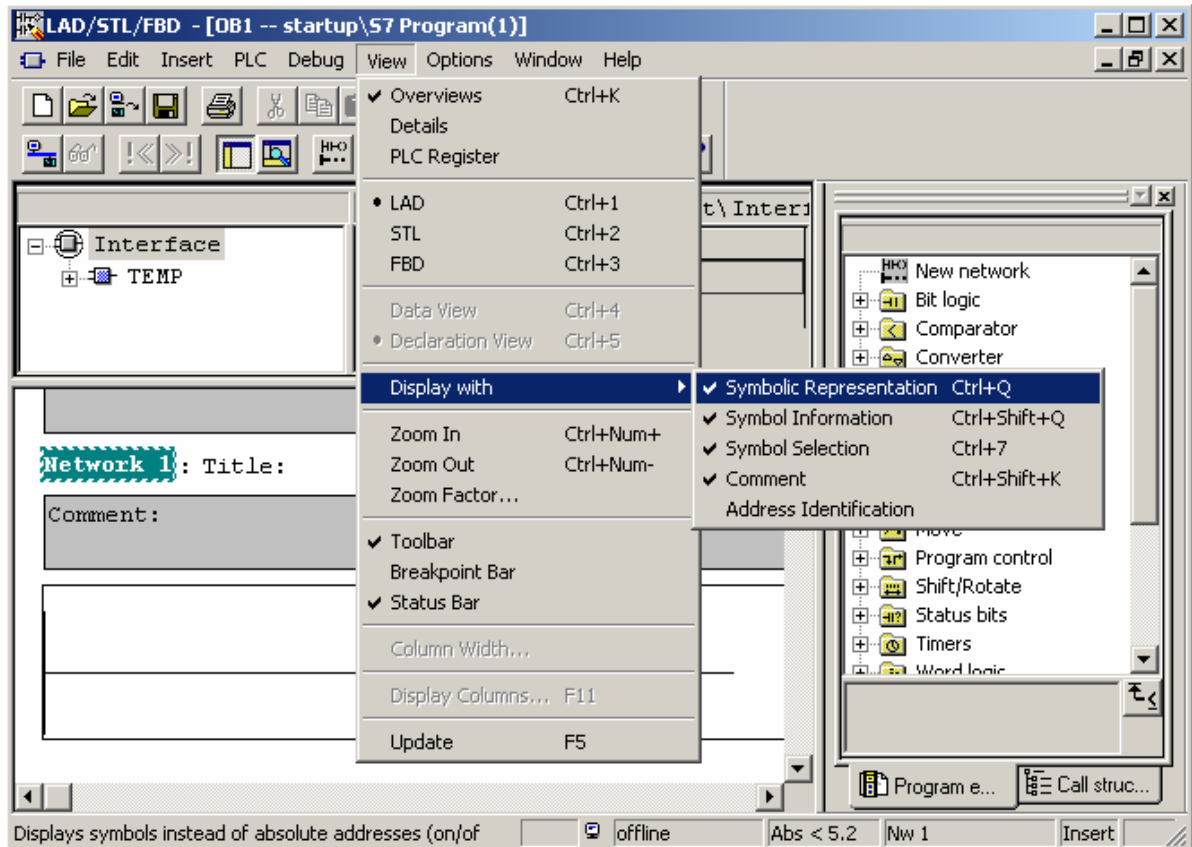 LAD/STL/FBD - [OB1 -- startup\S7 Program(1)]
File Edit Insert PLC Debug View Options Window Help
Overviews Ctrl+K
Details
PLC Register
LAD Ctrl+1
STL Ctrl+2
FBD Ctrl+3
Data View Ctrl+4
Declaration View Ctrl+5
Display with
Zoom In Ctrl+Num+
Zoom Out Ctrl+Num-
Zoom Factor...
Toolbar
Breakpoint Bar
Status Bar
Column Width...
Display Columns... F11
Update F5
Symbolic Representation Ctrl+Q
Symbol Information Ctrl+Shift+Q
Symbol Selection Ctrl+7
Comment Ctrl+Shift+K
Address Identification
Interface
TEMP
t\Interf
Network 1: Title:
Comment:
New network
Bit logic
Comparator
Converter
Move
Program control
Shift/Rotate
Status bits
Timers
Word logic
Program e...
Call struc...
Displays symbols instead of absolute addresses (on/of
offline
Abs < 5.2
Nw 1
Insert